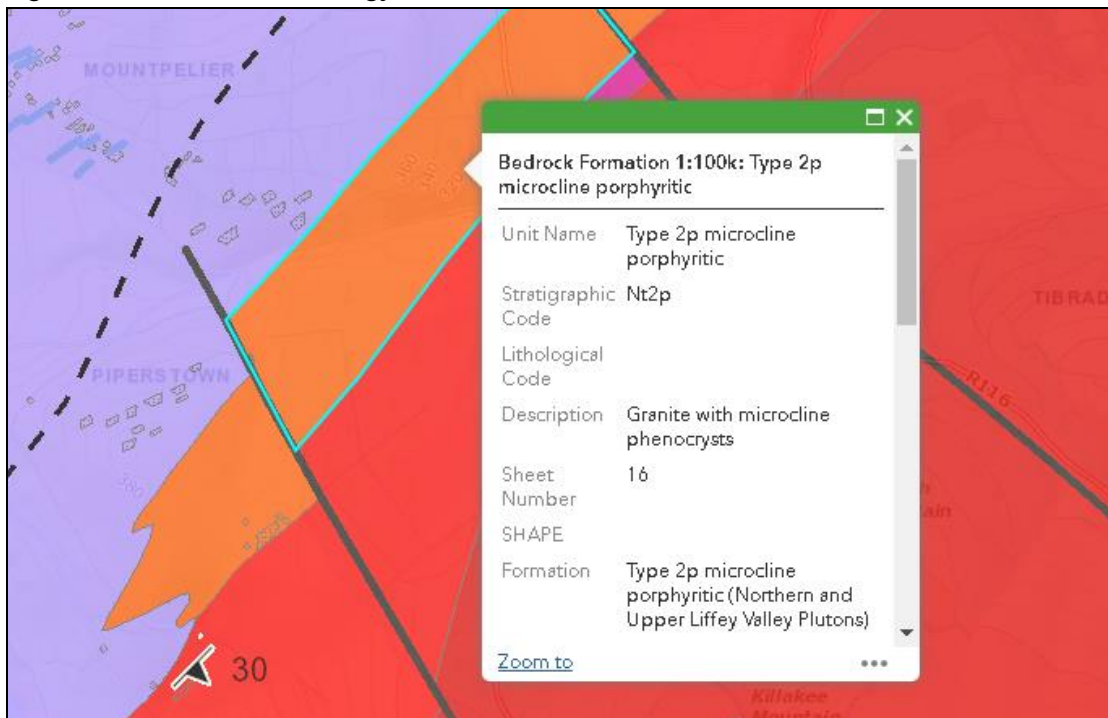 MOUNTPELIER
Bedrock Formation 1:100k: Type 2p
microcline porphyritic
Unit Name Type 2p microcline
porphyritic
Stratigraphic Nt2p
Code
Lithological
Code
Description Granite with microcline
phenocrysts
Sheet 16
Number
SHAPE
Formation Type 2p microcline
porphyritic (Northern and
Upper Liffey Valley Plutons)
Zoom to
TIBRAD
R116
PIPERSTOWN
380
30
Killakee
Mountain